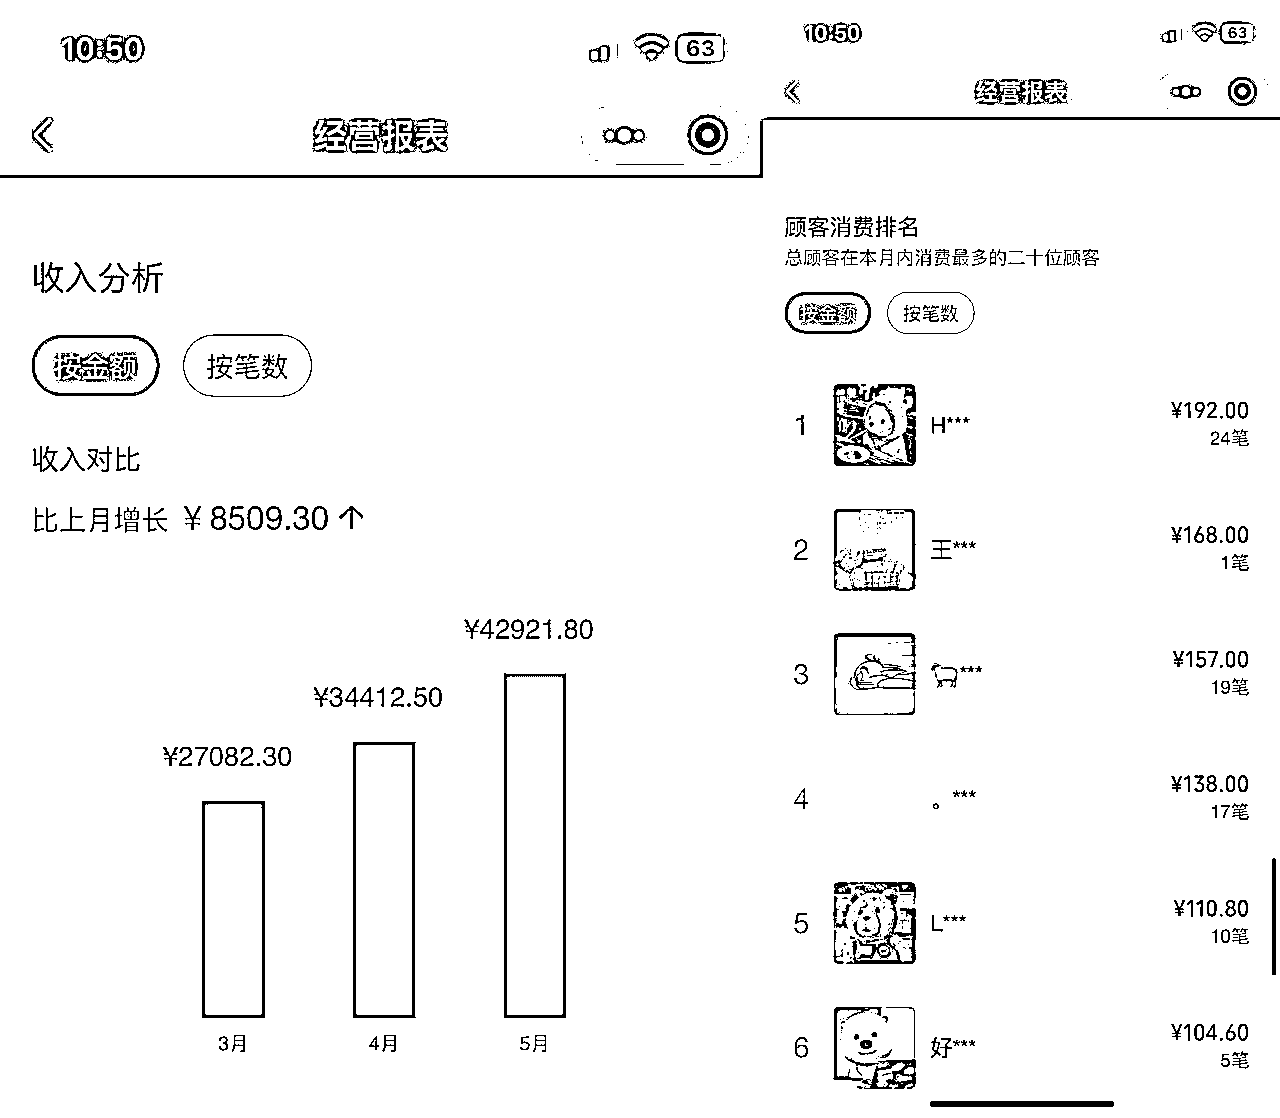 10:50
63
经营报表
收入分析
按金额 按笔数
收入对比
比上月增长 ¥ 8509.30 ↑
¥42921.80
¥34412.50
¥27082.30
3月 4月 5月
10:50
63
经营报表
顾客消费排名
总顾客在本月内消费最多的二十位顾客
按金额 按笔数
1 H*** ¥192.00
24笔
2 王*** ¥168.00
1笔
3 🐑*** ¥157.00
19笔
4 。*** ¥138.00
17笔
5 L*** ¥110.80
10笔
6 好*** ¥104.60
5笔